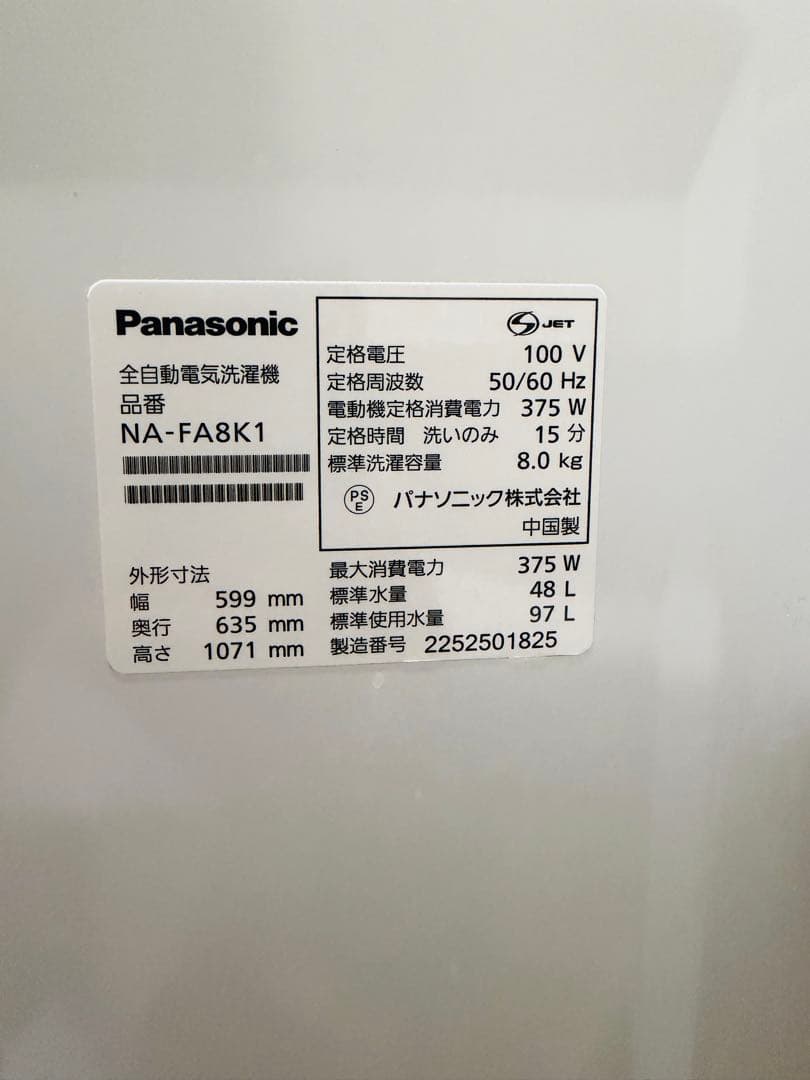 Panasonic
全自動電気洗濯機
品番
NA-FA8K1
外形寸法
幅 599 mm
奥行 635 mm
高さ 1071 mm
JET
定格電圧 100 V
定格周波数 50/60 Hz
電動機定格消費電力 375 W
定格時間 洗いのみ 15 分
標準洗濯容量 8.0 kg
PS
E
パナソニック株式会社
中国製
最大消費電力 375 W
標準水量 48 L
標準使用水量 97 L
製造番号 2252501825